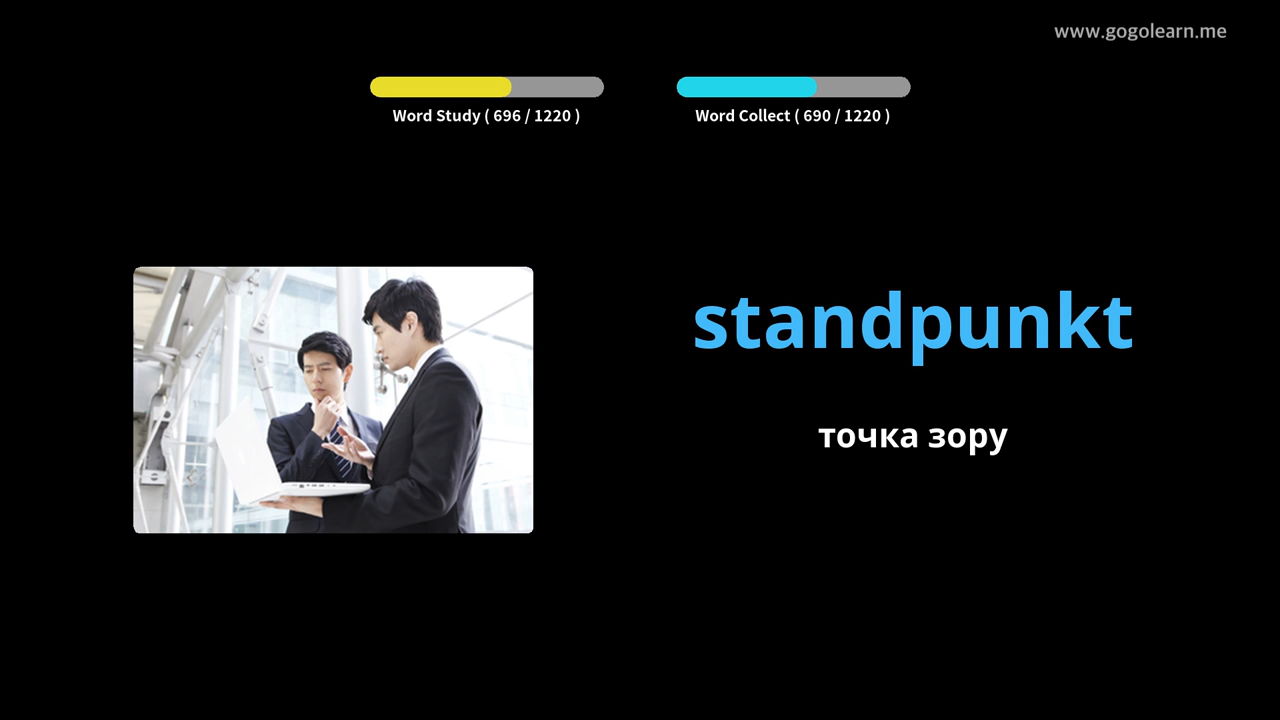 www.gogolearn.me
Word Study ( 696 / 1220 )
Word Collect ( 690 / 1220 )
standpunkt
точка зору